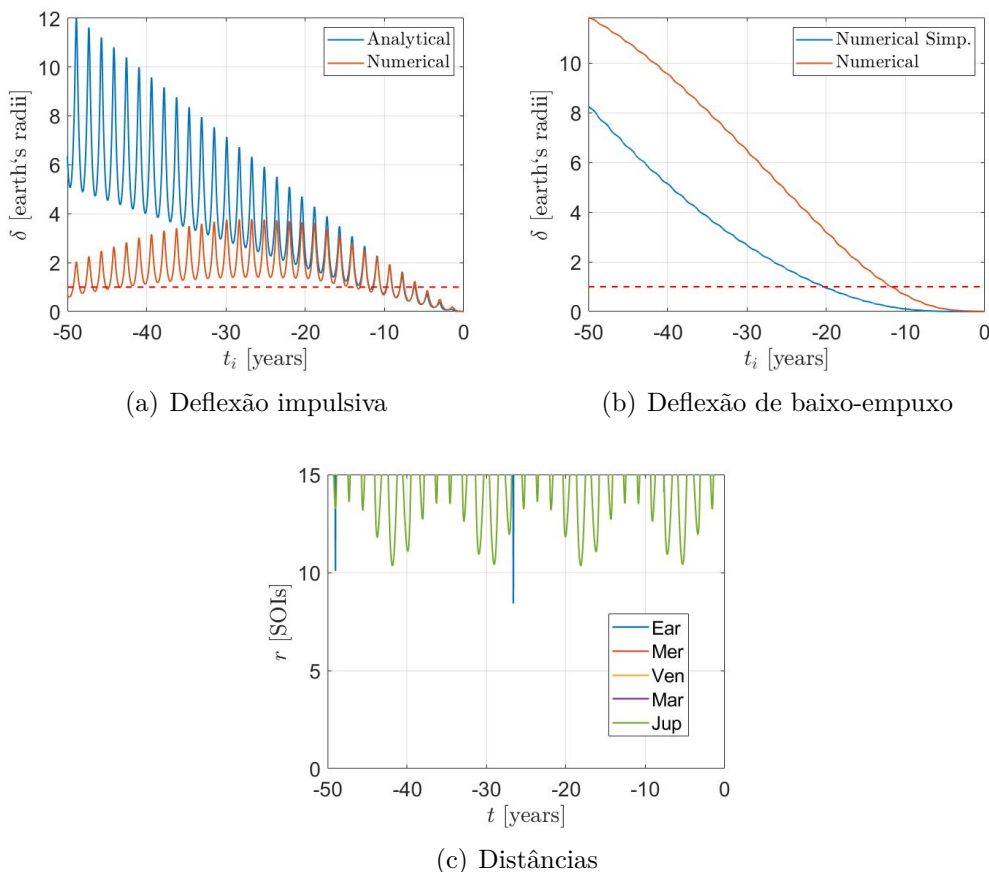 12
10
8
6
4
2
0
δ [earth‘s radii]
Analytical
Numerical
-50 -40 -30 -20 -10 0
t_i [years]
(a) Deflexão impulsiva
10
8
6
4
2
0
δ [earth‘s radii]
Numerical Simp.
Numerical
-50 -40 -30 -20 -10 0
t_i [years]
(b) Deflexão de baixo-empuxo
15
10
5
0
r [SOIs]
Ear
Mer
Ven
Mar
Jup
-50 -40 -30 -20 -10 0
t [years]
(c) Distâncias